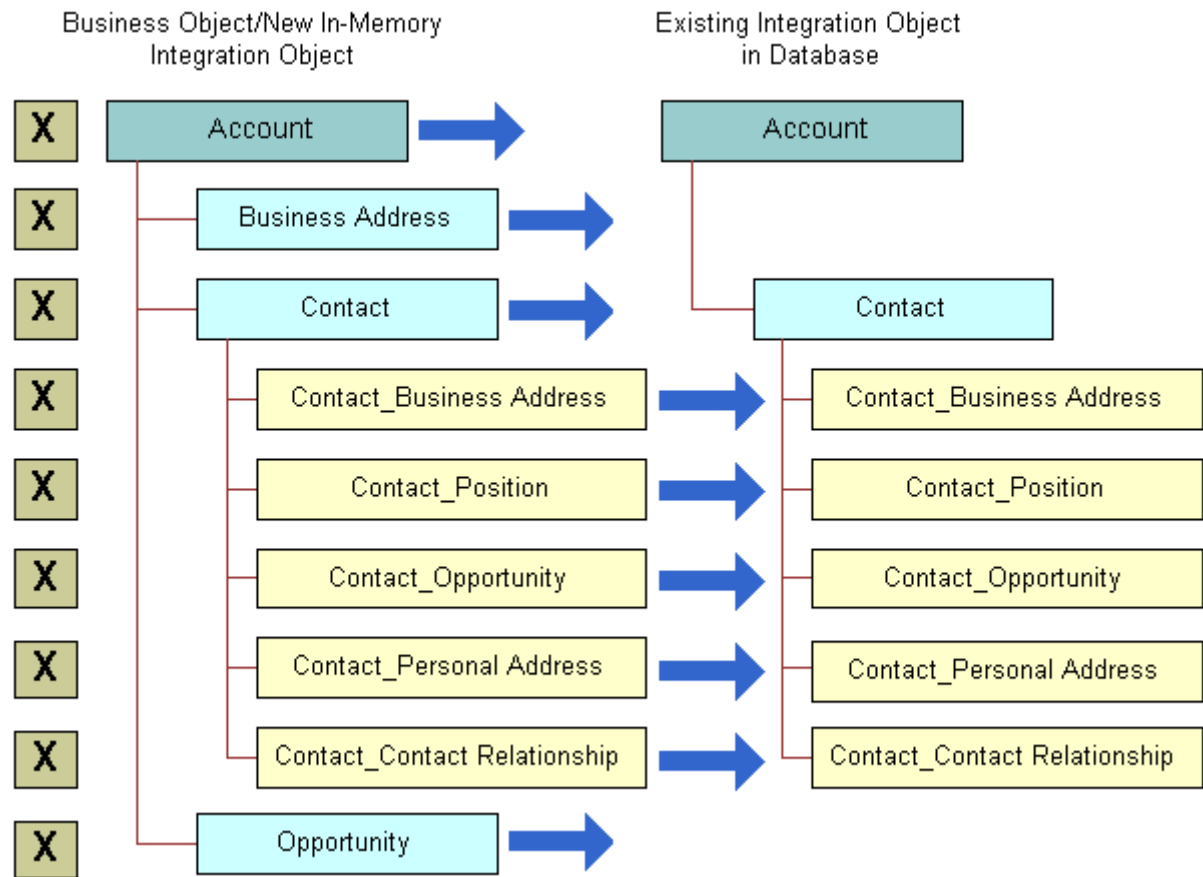 Business Object/New In-Memory
Integration Object
Existing Integration Object
in Database
X
Account
Account
X
Business Address
X
Contact
Contact
X
Contact_Business Address
Contact_Business Address
X
Contact_Position
Contact_Position
X
Contact_Opportunity
Contact_Opportunity
X
Contact_Personal Address
Contact_Personal Address
X
Contact_Contact Relationship
Contact_Contact Relationship
X
Opportunity